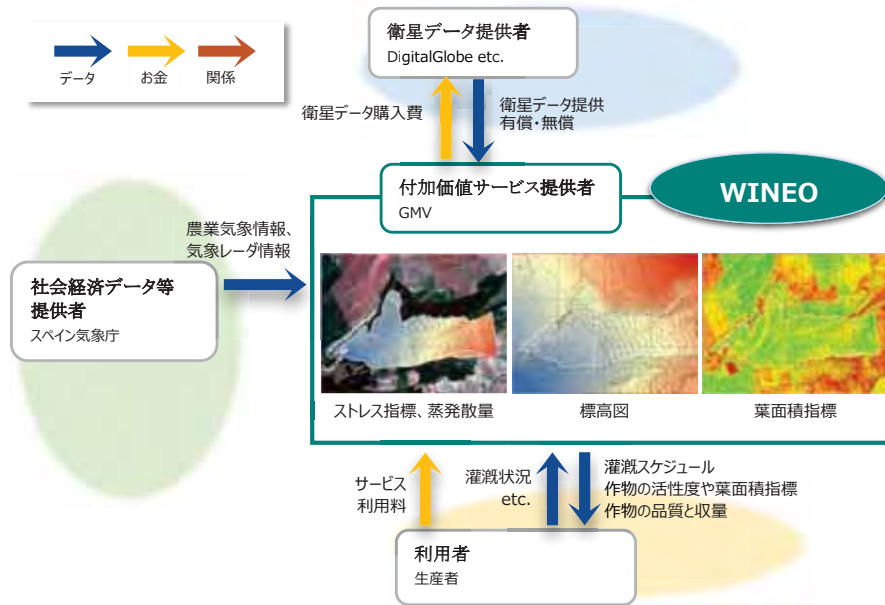 データ
お金
関係
衛星データ提供者
DigitalGlobe etc.
衛星データ購入費
衛星データ提供
有償・無償
付加価値サービス提供者
GMV
WINEO
農業気象情報、
気象レーダ情報
社会経済データ等
提供者
スペイン気象庁
ストレス指標、蒸発散量
標高図
葉面積指標
サービス
利用料
灌漑状況
etc.
灌漑スケジュール
作物の活性度や葉面積指標
作物の品質と収量
利用者
生産者